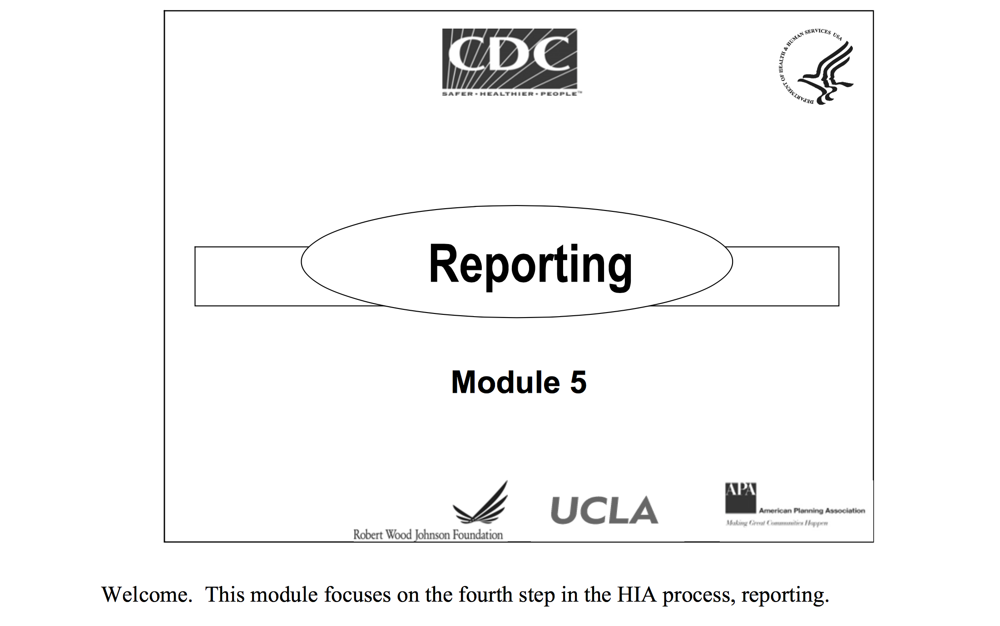 CDC
SAFER • HEALTHIER • PEOPLE™
DEPARTMENT OF HEALTH & HUMAN SERVICES USA
Reporting
Module 5
Robert Wood Johnson Foundation
UCLA
APA
American Planning Association
Making Great Communities Happen
Welcome.  This module focuses on the fourth step in the HIA process, reporting.